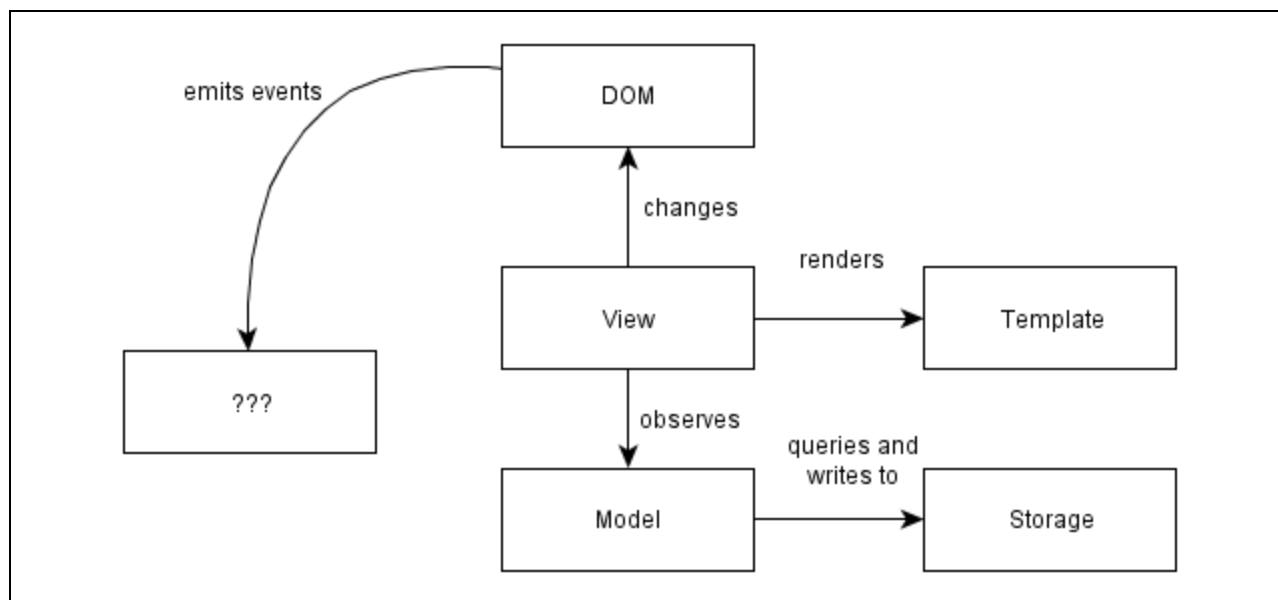 DOM
emits events
changes
renders
View
Template
???
observes
queries and
writes to
Model
Storage